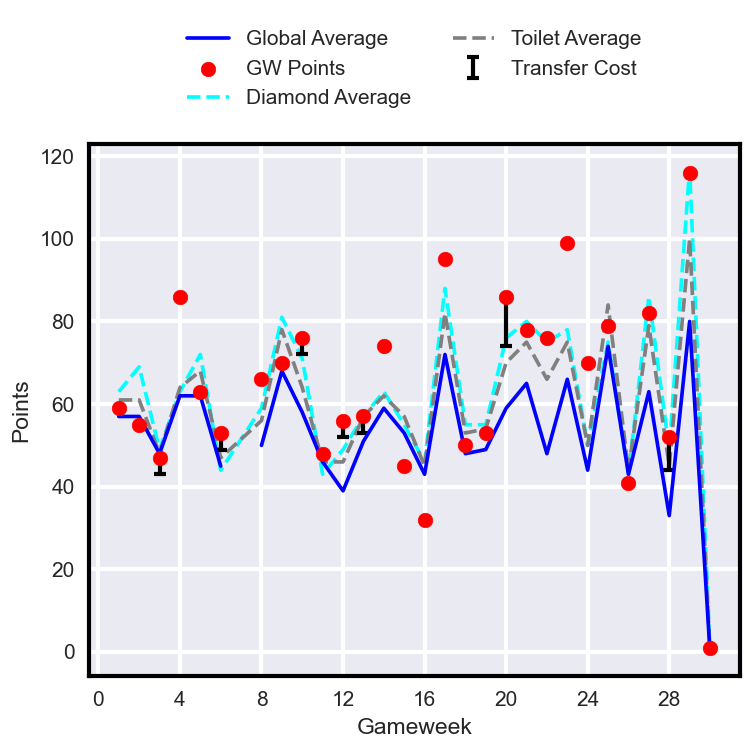 Global Average
GW Points
Diamond Average
Toilet Average
Transfer Cost
120
100
80
60
40
20
0
Points
0 4 8 12 16 20 24 28
Gameweek